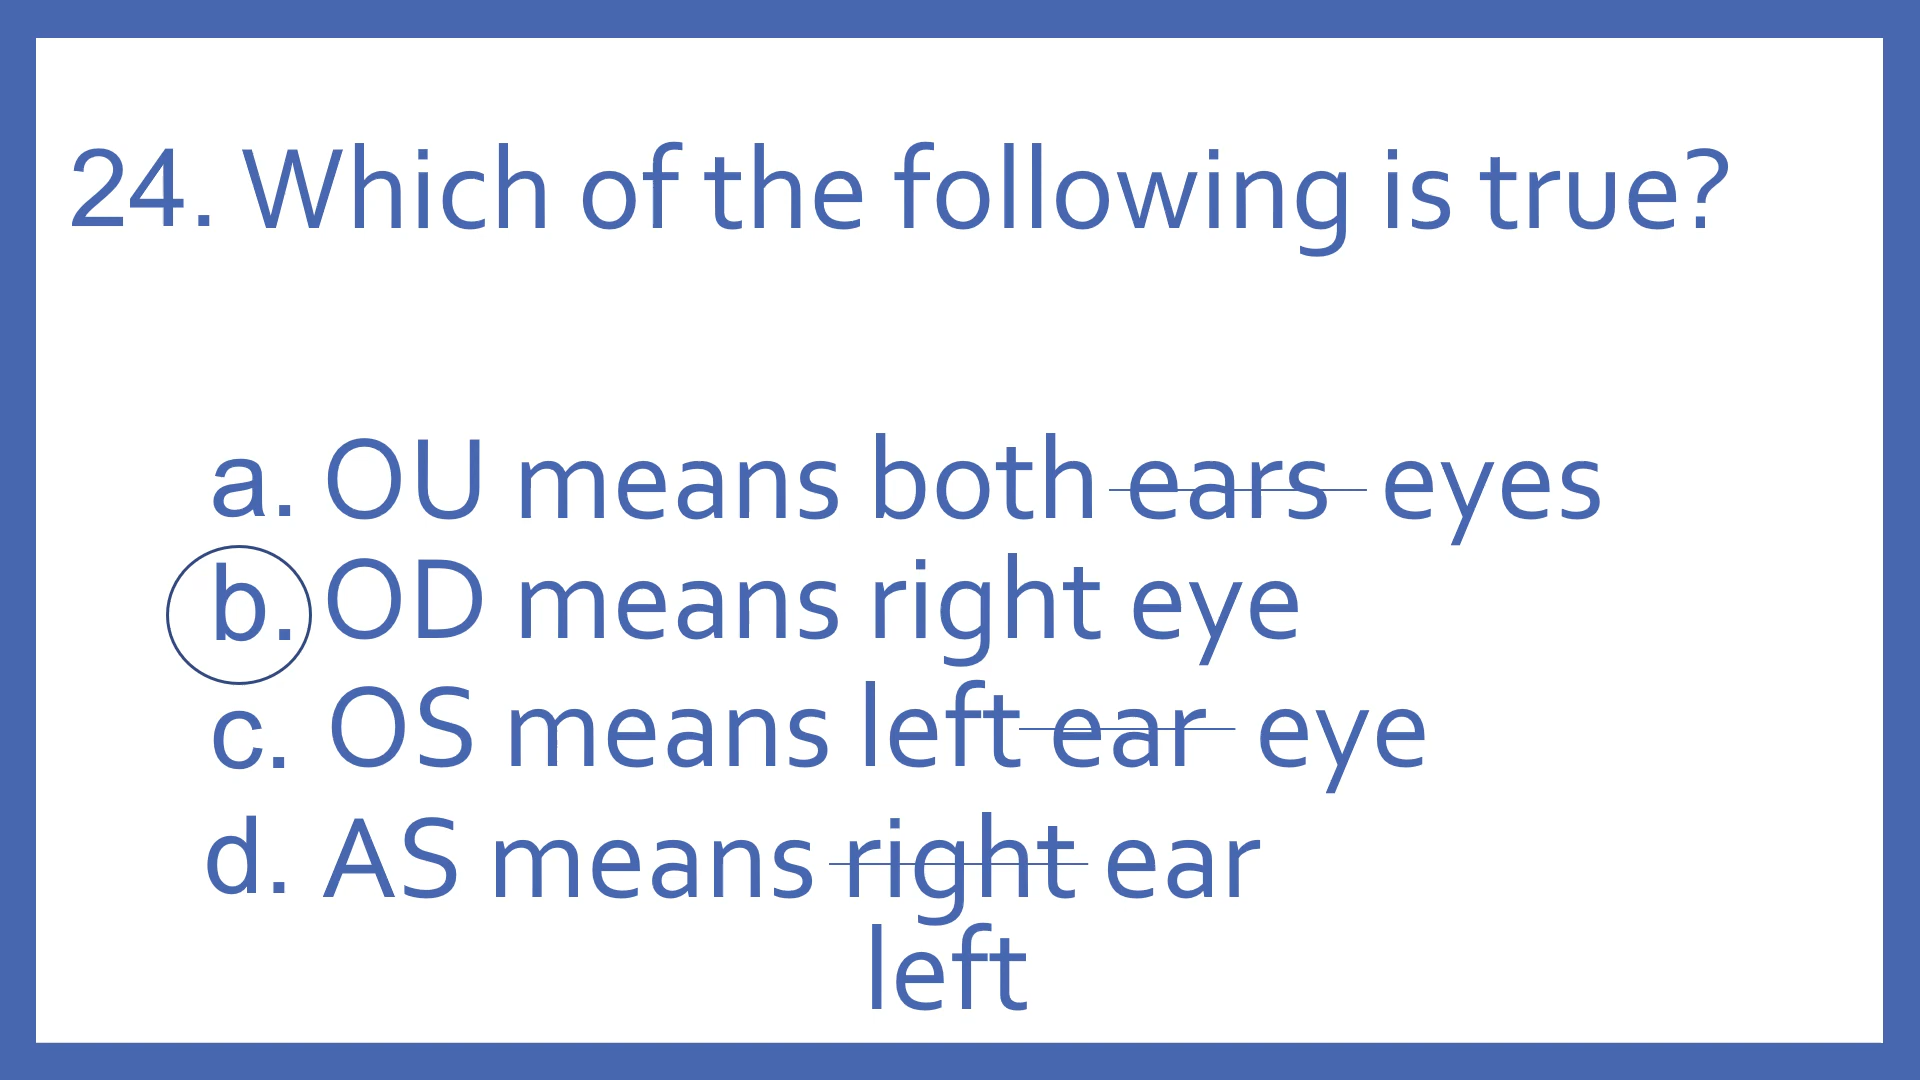 24. Which of the following is true?
a. OU means both ears eyes
b. OD means right eye
c. OS means left ear eye
d. AS means right ear
left